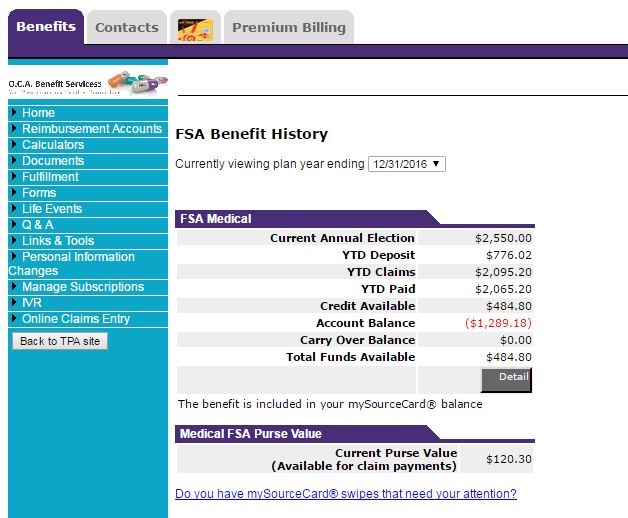 Benefits
Contacts
Premium Billing
O.C.A. Benefit Services
Home
Reimbursement Accounts
Calculators
Documents
Fulfillment
Forms
Life Events
Q & A
Links & Tools
Personal Information
Changes
Manage Subscriptions
IVR
Online Claims Entry
Back to TPA site
FSA Benefit History
Currently viewing plan year ending 12/31/2016
FSA Medical
Current Annual Election $2,550.00
YTD Deposit $776.02
YTD Claims $2,095.20
YTD Paid $2,065.20
Credit Available $484.80
Account Balance ($1,289.18)
Carry Over Balance $0.00
Total Funds Available $484.80
Detail
The benefit is included in your mySourceCard® balance
Medical FSA Purse Value
Current Purse Value
(Available for claim payments) $120.30
Do you have mySourceCard® swipes that need your attention?